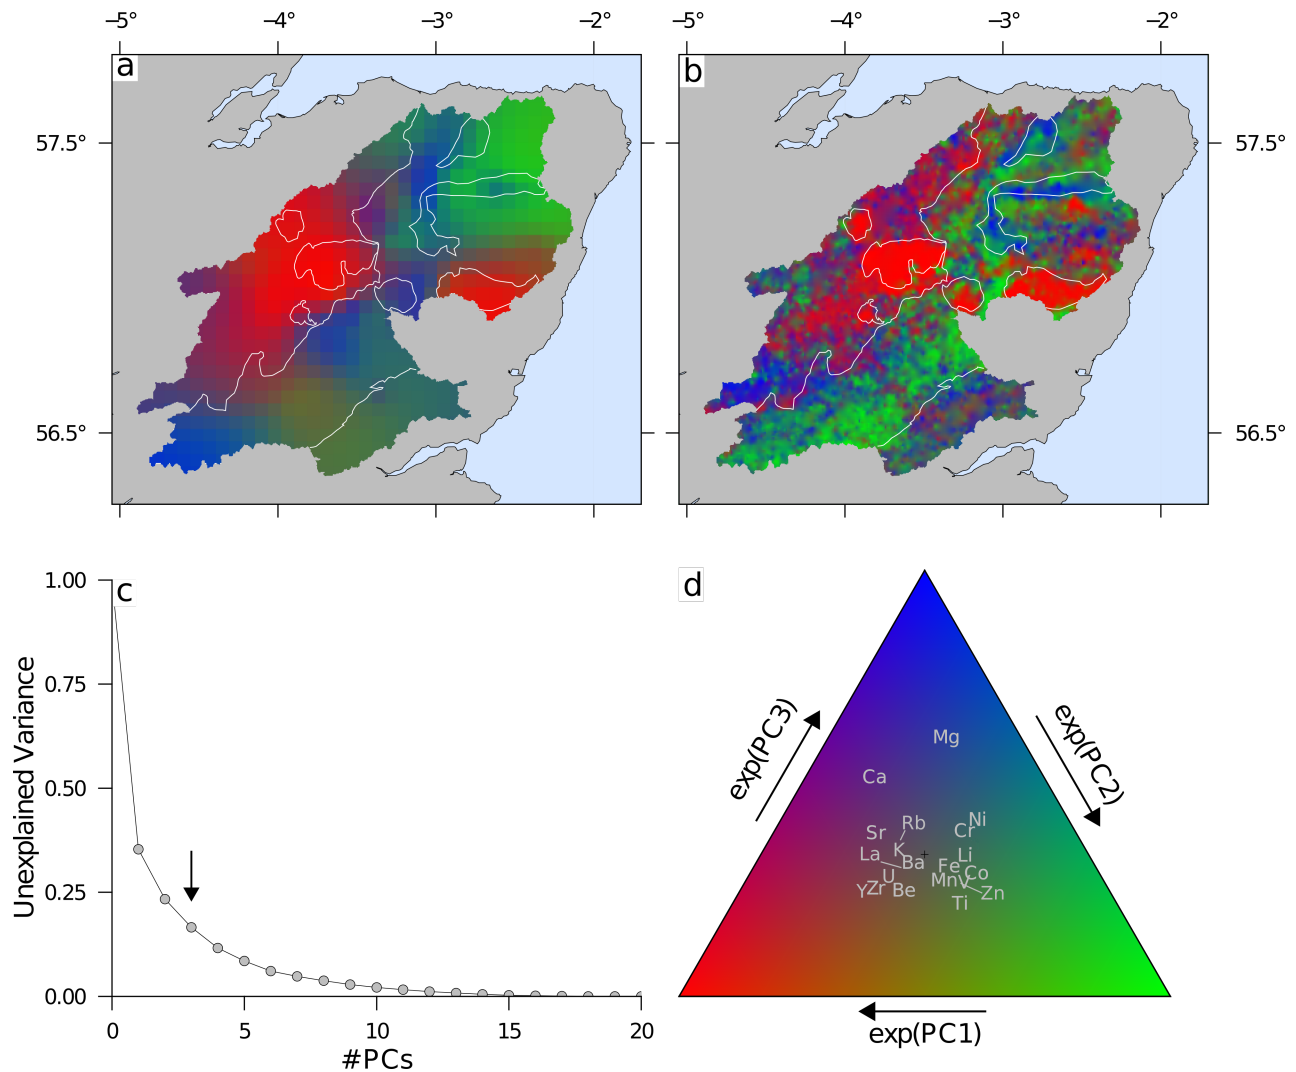 −5° −4° −3° −2° −5° −4° −3° −2°
a b
57.5° 57.5°
56.5° 56.5°
c d
1.00
0.75
0.50
0.25
0.00
Unexplained Variance
0 5 10 15 20
#PCs
exp(PC3)
exp(PC2)
Mg
Ca
Rb Ni
Sr Cr
La K Li
Ba Fe Co
U Mn V
Y Zr Be Zn
Ti
exp(PC1)